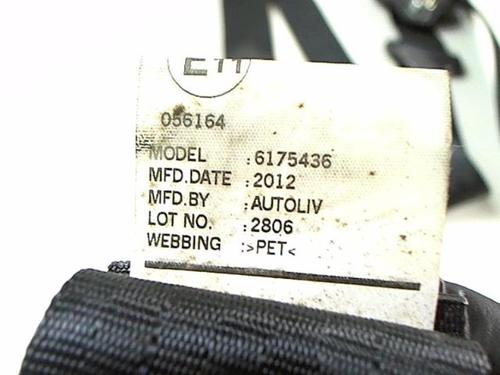 E11
056164
MODEL :6175436
MFD.DATE :2012
MFD.BY :AUTOLIV
LOT NO. :2806
WEBBING :>PET<